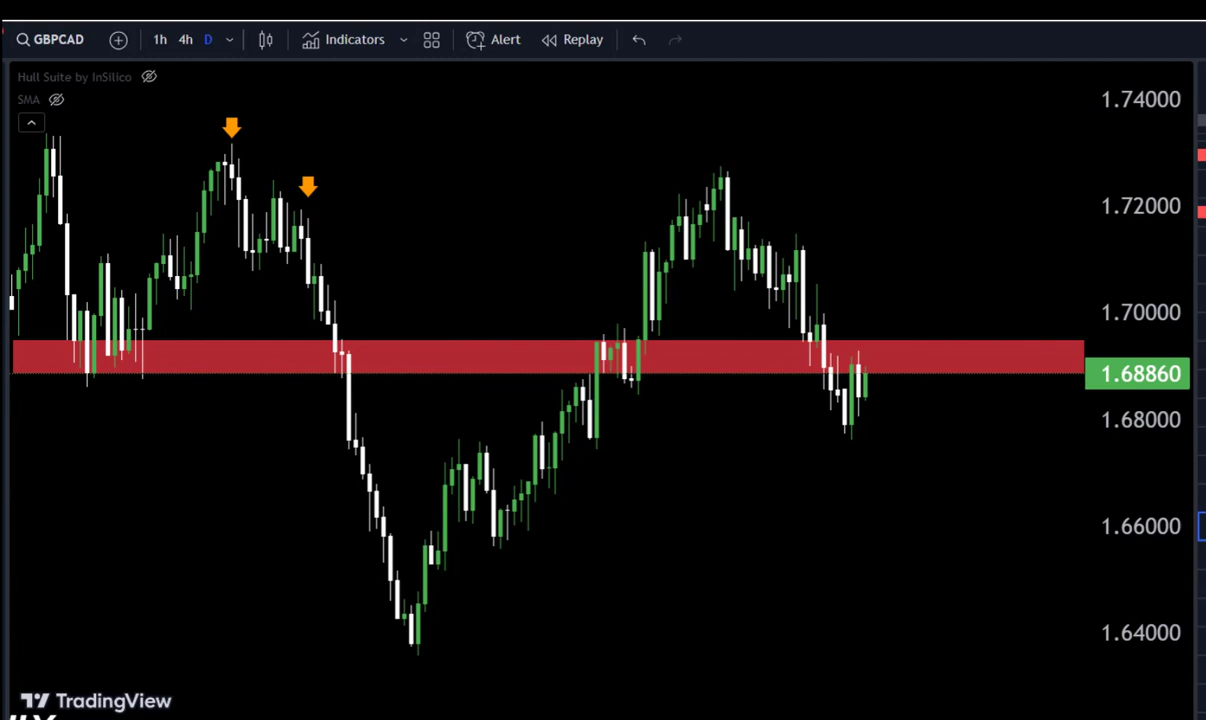 GBPCAD 1h 4h D Indicators Alert Replay
Hull Suite by InSilico
SMA
1.74000
1.72000
1.70000
1.68860
1.68000
1.66000
1.64000
TradingView